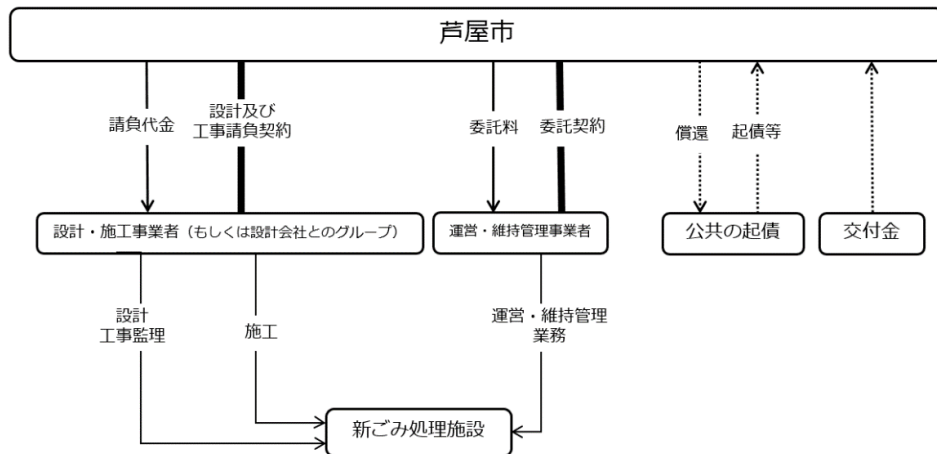 芦屋市
請負代金
設計及び
工事請負契約
委託料
委託契約
償還
起債等
設計・施工事業者（もしくは設計会社とのグループ）
運営・維持管理事業者
公共の起債
交付金
設計
工事監理
施工
運営・維持管理
業務
新ごみ処理施設